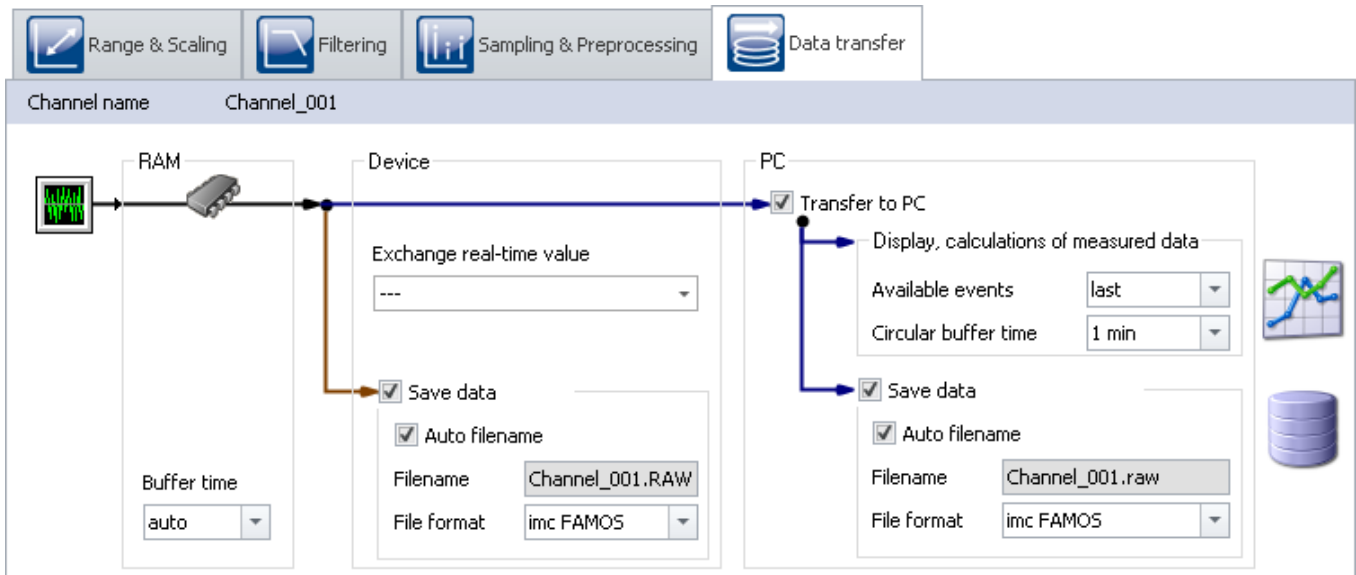 Range & Scaling
Filtering
Sampling & Preprocessing
Data transfer
Channel name Channel_001
RAM
Buffer time
auto
Device
Exchange real-time value
---
Save data
Auto filename
Filename Channel_001.RAW
File format imc FAMOS
PC
Transfer to PC
Display, calculations of measured data
Available events last
Circular buffer time 1 min
Save data
Auto filename
Filename Channel_001.raw
File format imc FAMOS